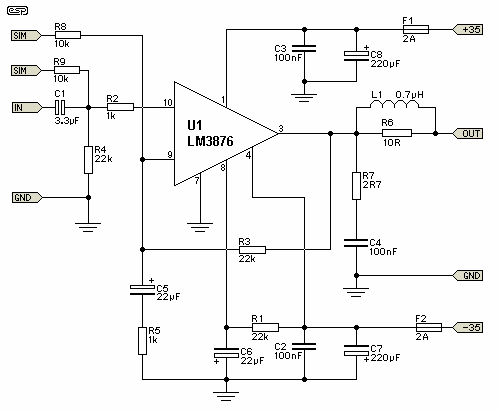 esp
R8
10k
SIM
R9
10k
SIM
C1
3.3µF
IN
R2
1k
R4
22k
GND
10
9
U1
LM3876
1
3
7
8
4
C3
100nF
C8
220µF
F1
2A
+35
L1 0.7µH
R6
10R
OUT
R7
2R7
C4
100nF
GND
R3
22k
C5
22µF
R5
1k
R1
22k
C6
22µF
C2
100nF
C7
220µF
F2
2A
-35